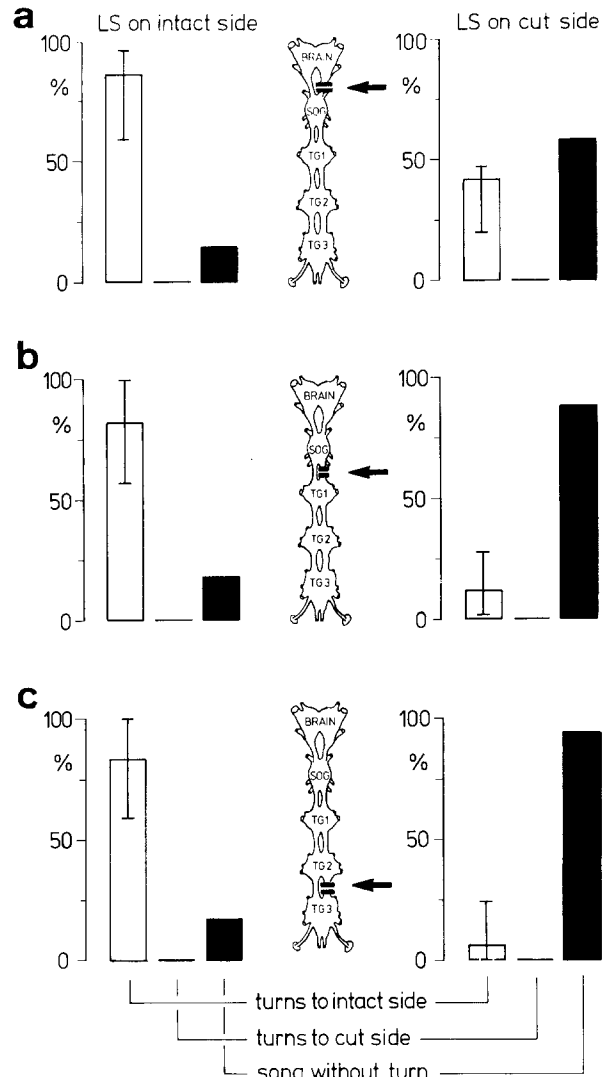 a
LS on intact side
LS on cut side
100
%
50
0
BRAIN
SOG
TG1
TG2
TG3
100
%
50
0
b
100
%
50
0
BRAIN
SOG
TG1
TG2
TG3
100
%
50
0
c
100
%
50
0
BRAIN
SOG
TG1
TG2
TG3
100
%
50
0
turns to intact side
turns to cut side
song without turn